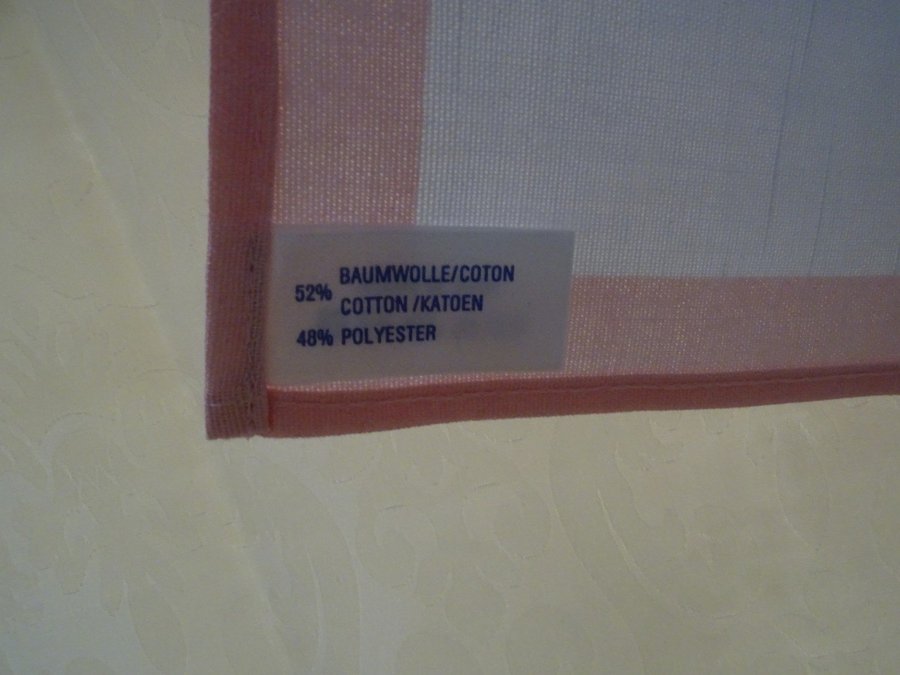 52% BAUMWOLLE/COTON
COTTON /KATOEN
48% POLYESTER